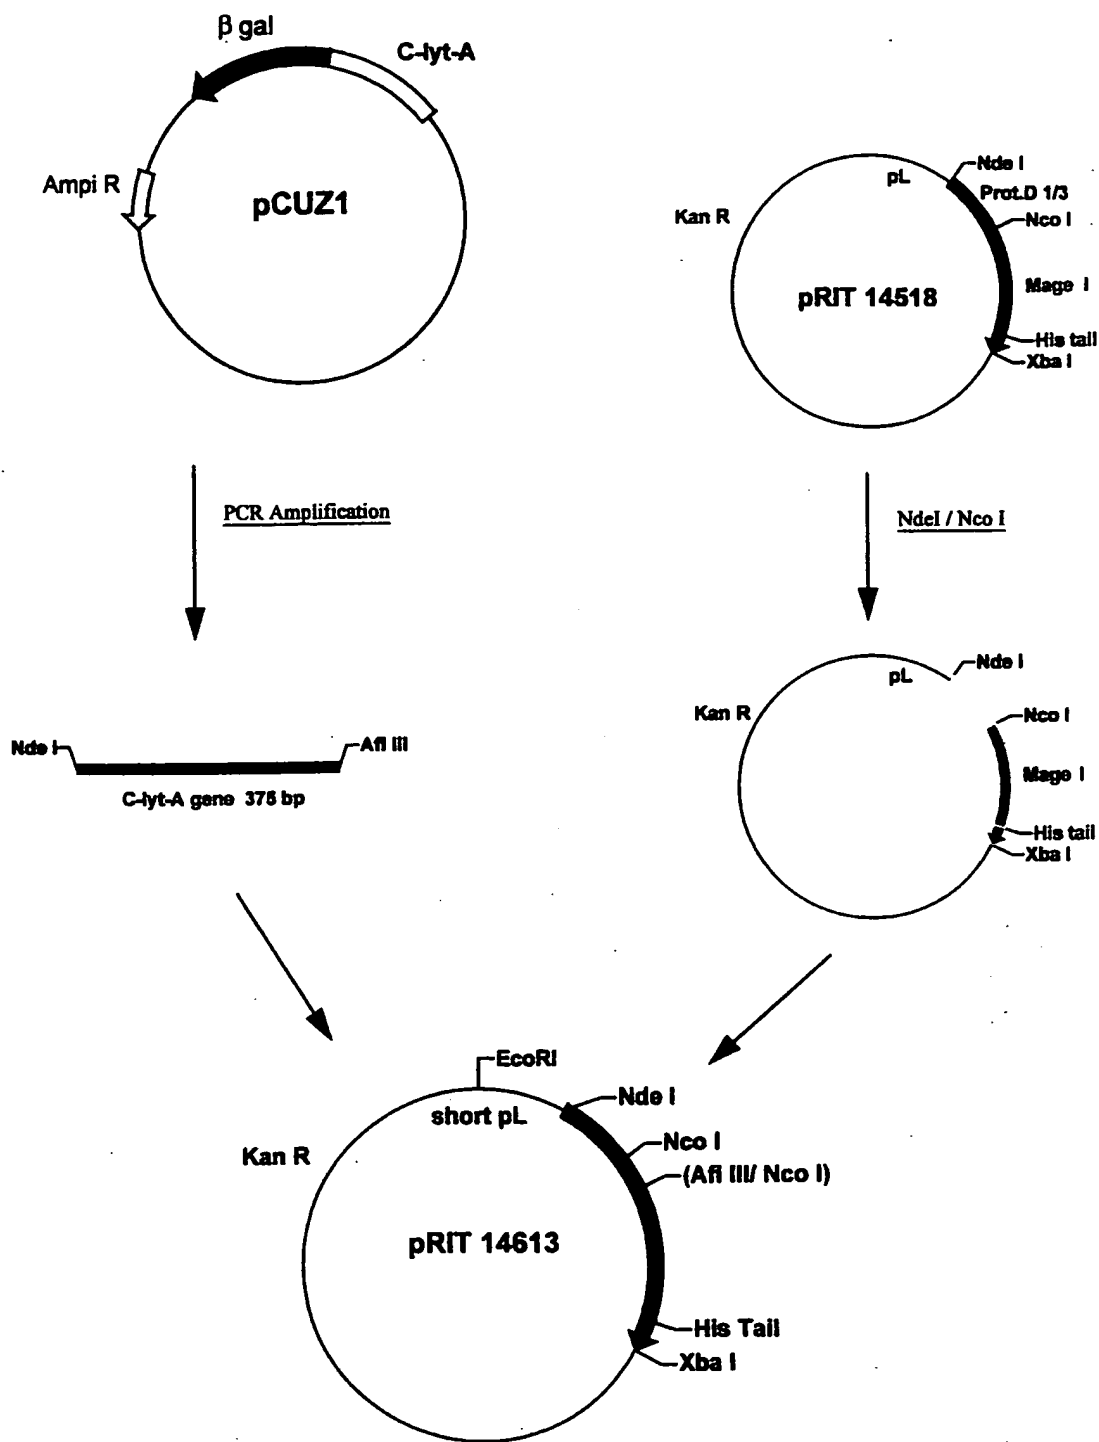 β gal
C-lyt-A
Ampi R
pCUZ1
pL
Nde I
Prot.D 1/3
Kan R
Nco I
Mage I
pRIT 14518
His tail
Xba I
PCR Amplification
NdeI / Nco I
Nde I
pL
Kan R
Nco I
Nde I
Afl III
Mage I
C-lyt-A gene 375 bp
His tail
Xba I
EcoRI
Nde I
short pL
Nco I
Kan R
(Afl III/ Nco I)
pRIT 14613
His Tail
Xba I